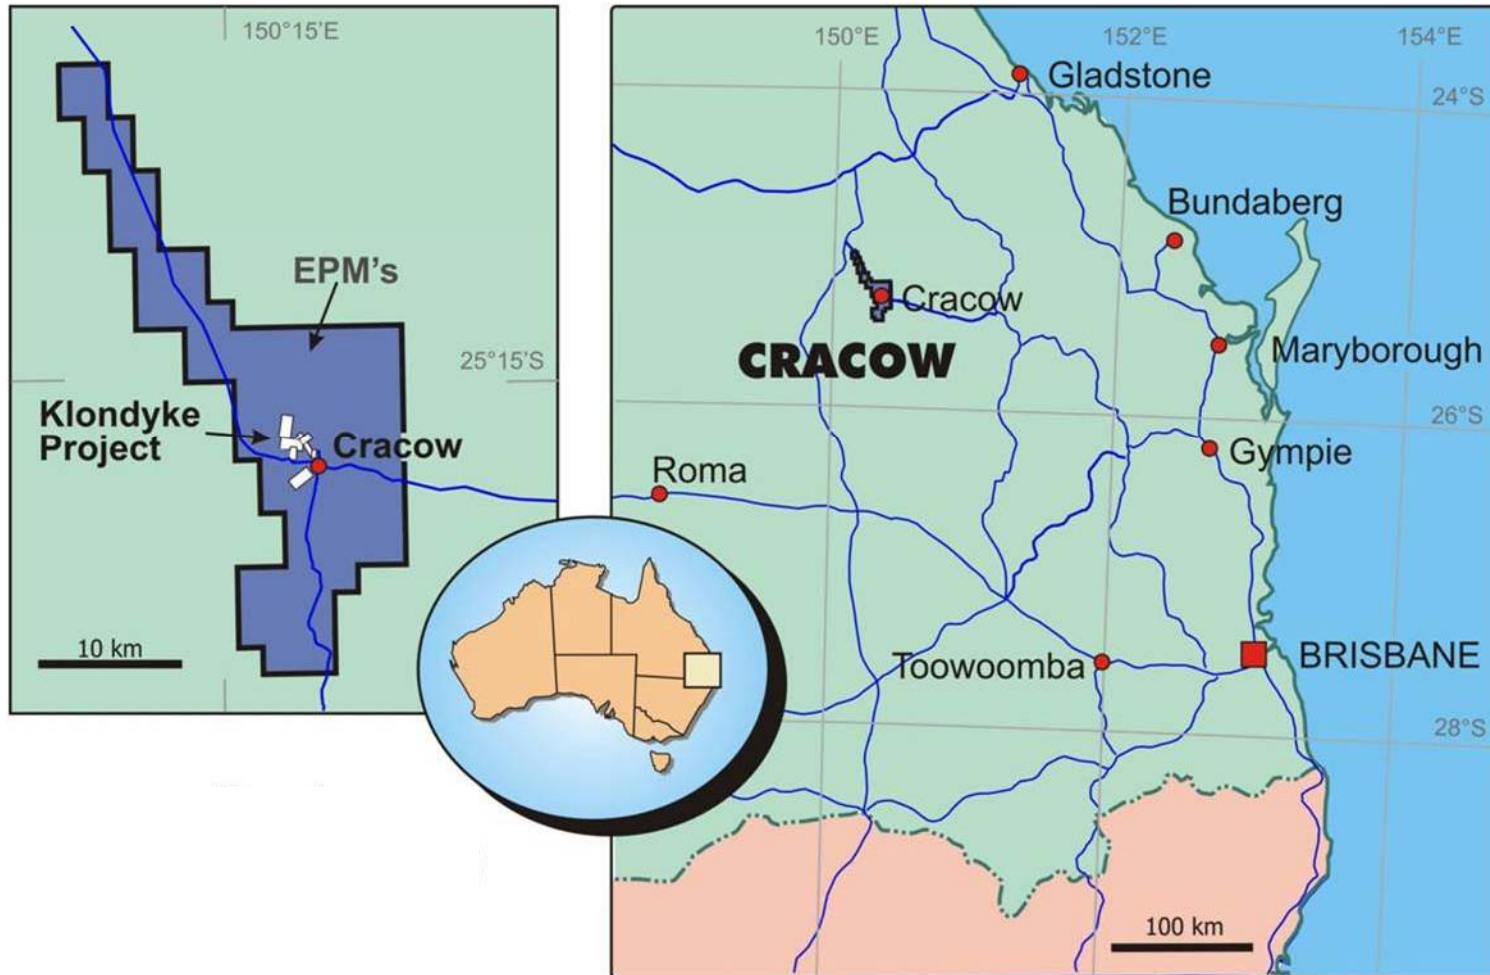 150°15'E
EPM's
25°15'S
Klondyke
Project
Cracow
10 km
150°E
152°E
154°E
Gladstone
24°S
Bundaberg
Cracow
CRACOW
Maryborough
26°S
Gympie
Roma
Toowoomba
BRISBANE
28°S
100 km